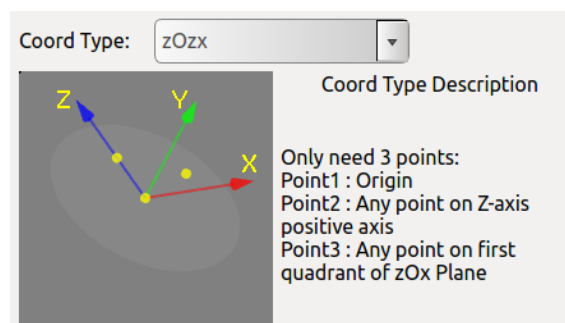 Coord Type: zOzx
Coord Type Description
Z
Y
X
Only need 3 points:
Point1 : Origin
Point2 : Any point on Z-axis
positive axis
Point3 : Any point on first
quadrant of zOx Plane